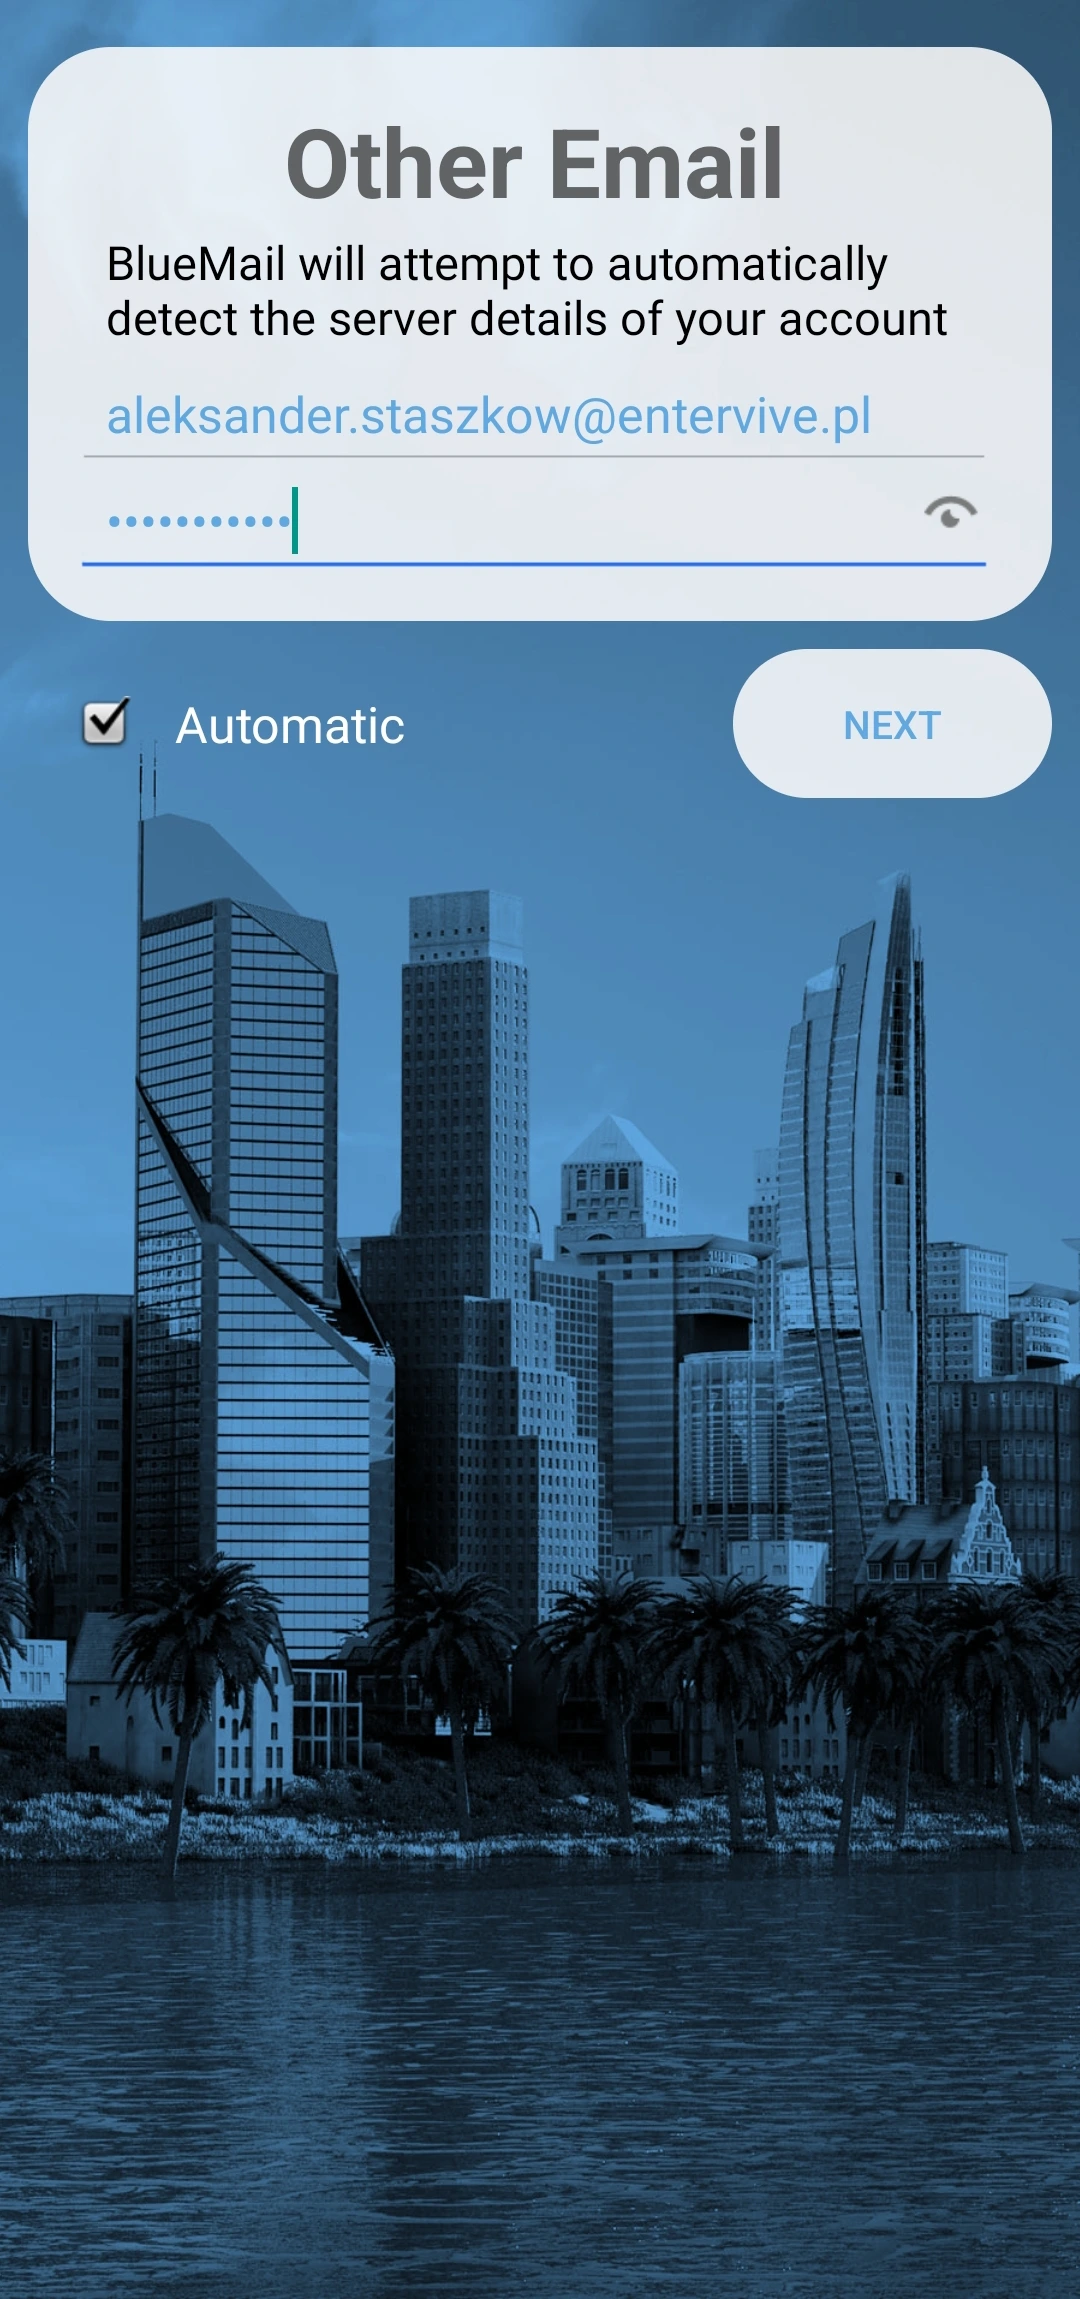 Other Email
BlueMail will attempt to automatically
detect the server details of your account
aleksander.staszkow@entervive.pl
•••••••••••
Automatic
NEXT